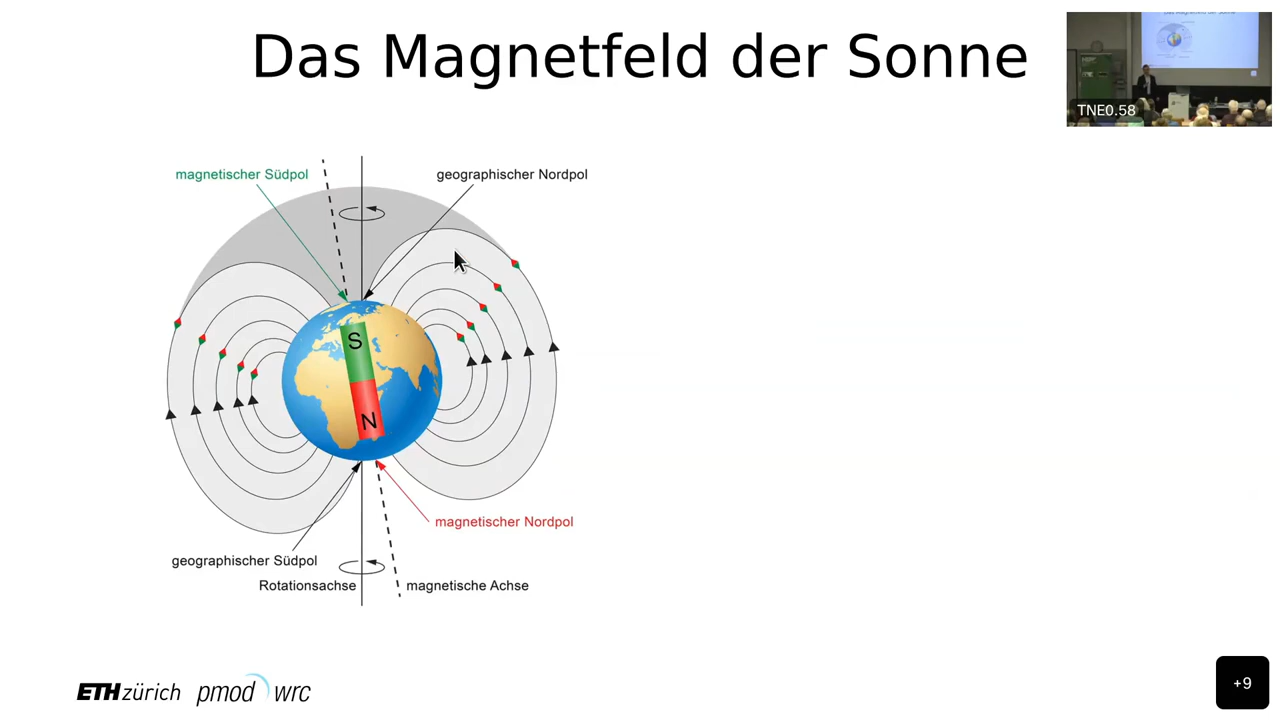 Das Magnetfeld der Sonne
TNE0.58
magnetischer Südpol
geographischer Nordpol
S
N
magnetischer Nordpol
geographischer Südpol
Rotationsachse
magnetische Achse
ETH zürich
pmod wrc
+9